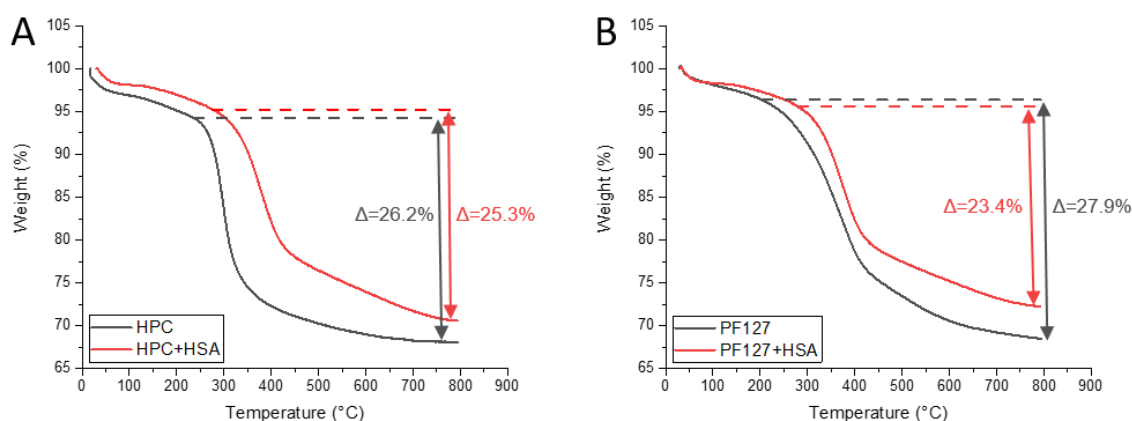 A
105
100
95
90
85
80
75
70
65
Weight (%)
Δ=26.2%
Δ=25.3%
HPC
HPC+HSA
0 100 200 300 400 500 600 700 800 900
Temperature (°C)
B
105
100
95
90
85
80
75
70
65
Weight (%)
Δ=23.4%
Δ=27.9%
PF127
PF127+HSA
0 100 200 300 400 500 600 700 800 900
Temperature (°C)